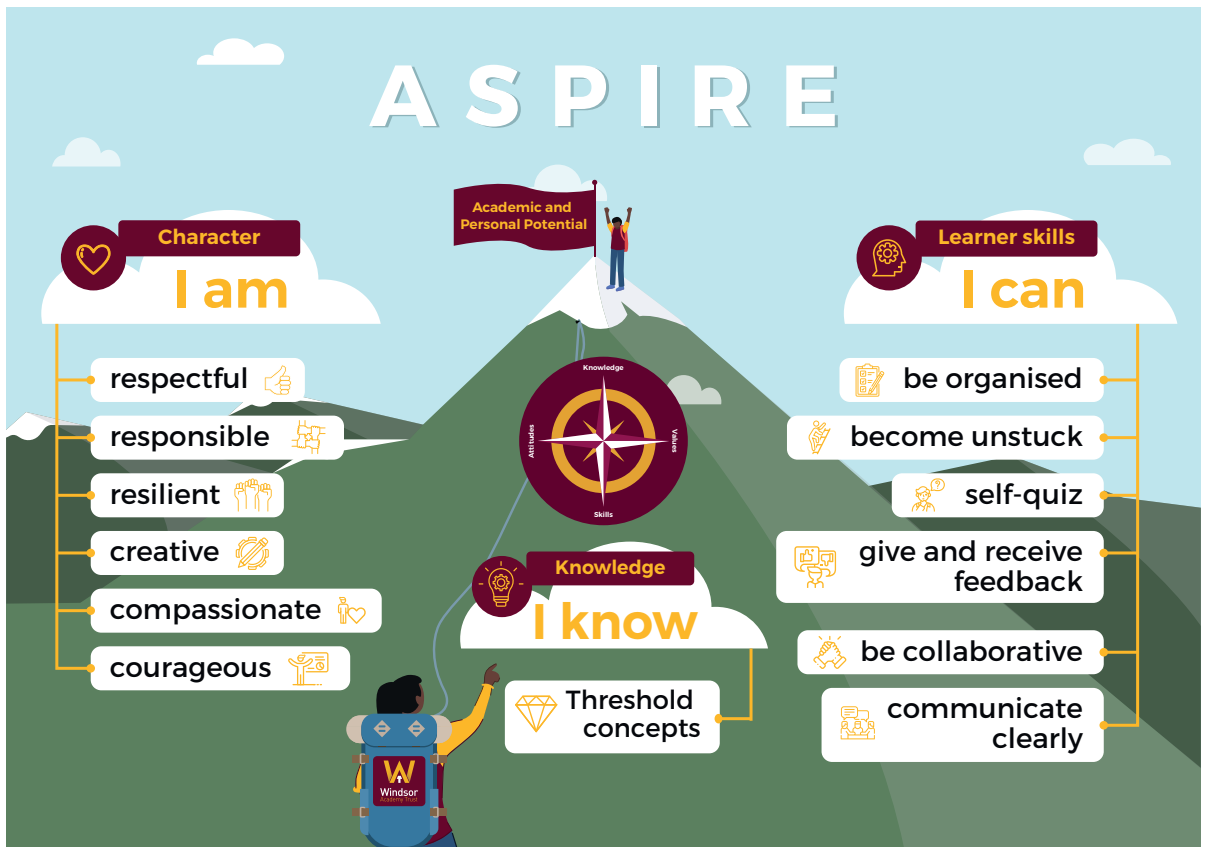 ASPIRE
Academic and
Personal Potential
Character
I am
respectful
responsible
resilient
creative
compassionate
courageous
Knowledge
Attitudes
Values
Skills
Knowledge
I know
Threshold
concepts
Learner skills
I can
be organised
become unstuck
self-quiz
give and receive
feedback
be collaborative
communicate
clearly
W
Windsor
Academy Trust